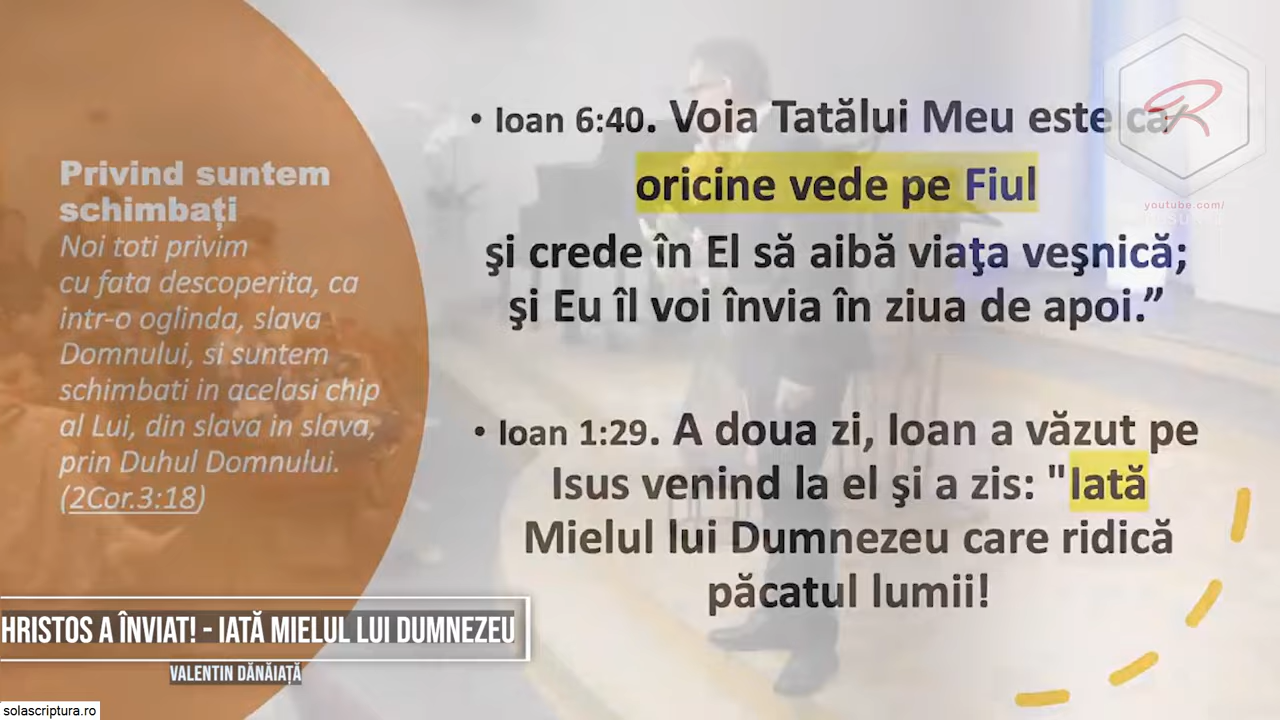 Privind suntem
schimbați
Noi toti privim
cu fata descoperita, ca
intr-o oglinda, slava
Domnului, si suntem
schimbati in acelasi chip
al Lui, din slava in slava,
prin Duhul Domnului.
(2Cor.3:18)
• Ioan 6:40. Voia Tatălui Meu este ca
oricine vede pe Fiul
şi crede în El să aibă viaţa veşnică;
şi Eu îl voi învia în ziua de apoi.”
• Ioan 1:29. A doua zi, Ioan a văzut pe
Isus venind la el şi a zis: "Iată
Mielul lui Dumnezeu care ridică
păcatul lumii!
R
youtube.com/
HRISTOS A ÎNVIAT! - IATĂ MIELUL LUI DUMNEZEU
VALENTIN DĂNĂIAȚĂ
solascriptura.ro